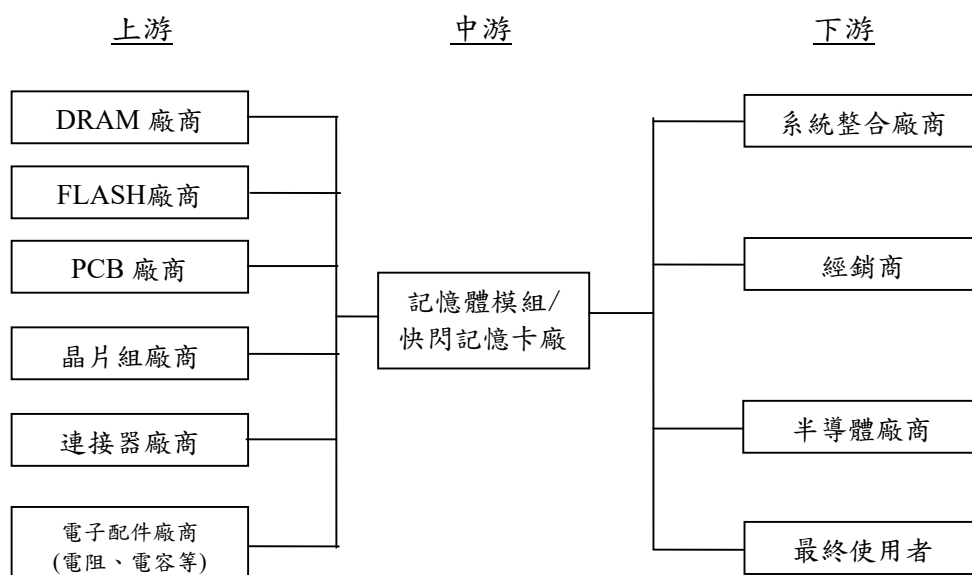 上游
中游
下游
DRAM 廠商
FLASH廠商
PCB 廠商
晶片組廠商
連接器廠商
電子配件廠商
(電阻、電容等)
記憶體模組/
快閃記憶卡廠
系統整合廠商
經銷商
半導體廠商
最終使用者